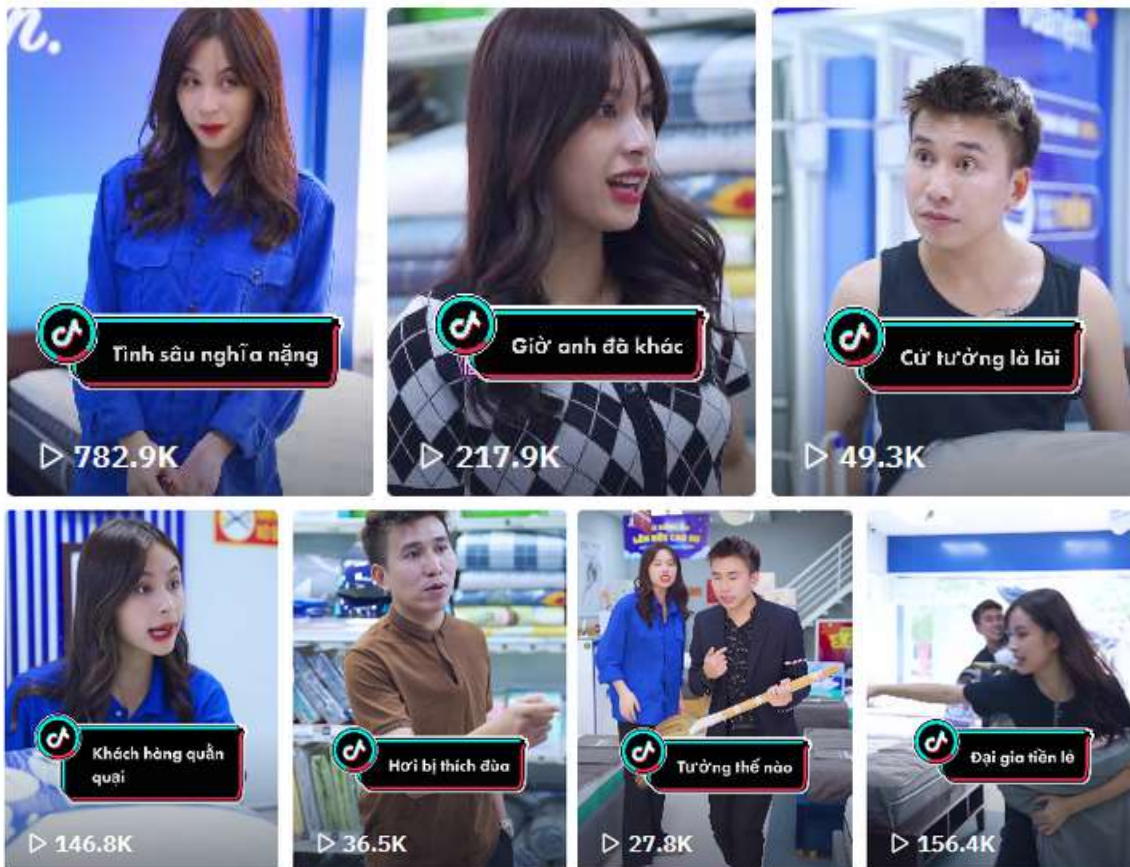 n.
Tình sâu nghĩa nặng
782.9K
Giờ anh đã khác
217.9K
Cứ tưởng là lãi
49.3K
Khách hàng quằn
quại
146.8K
Hơi bị thích đùa
36.5K
Tưởng thế nào
27.8K
Đại gia tiền lẻ
156.4K